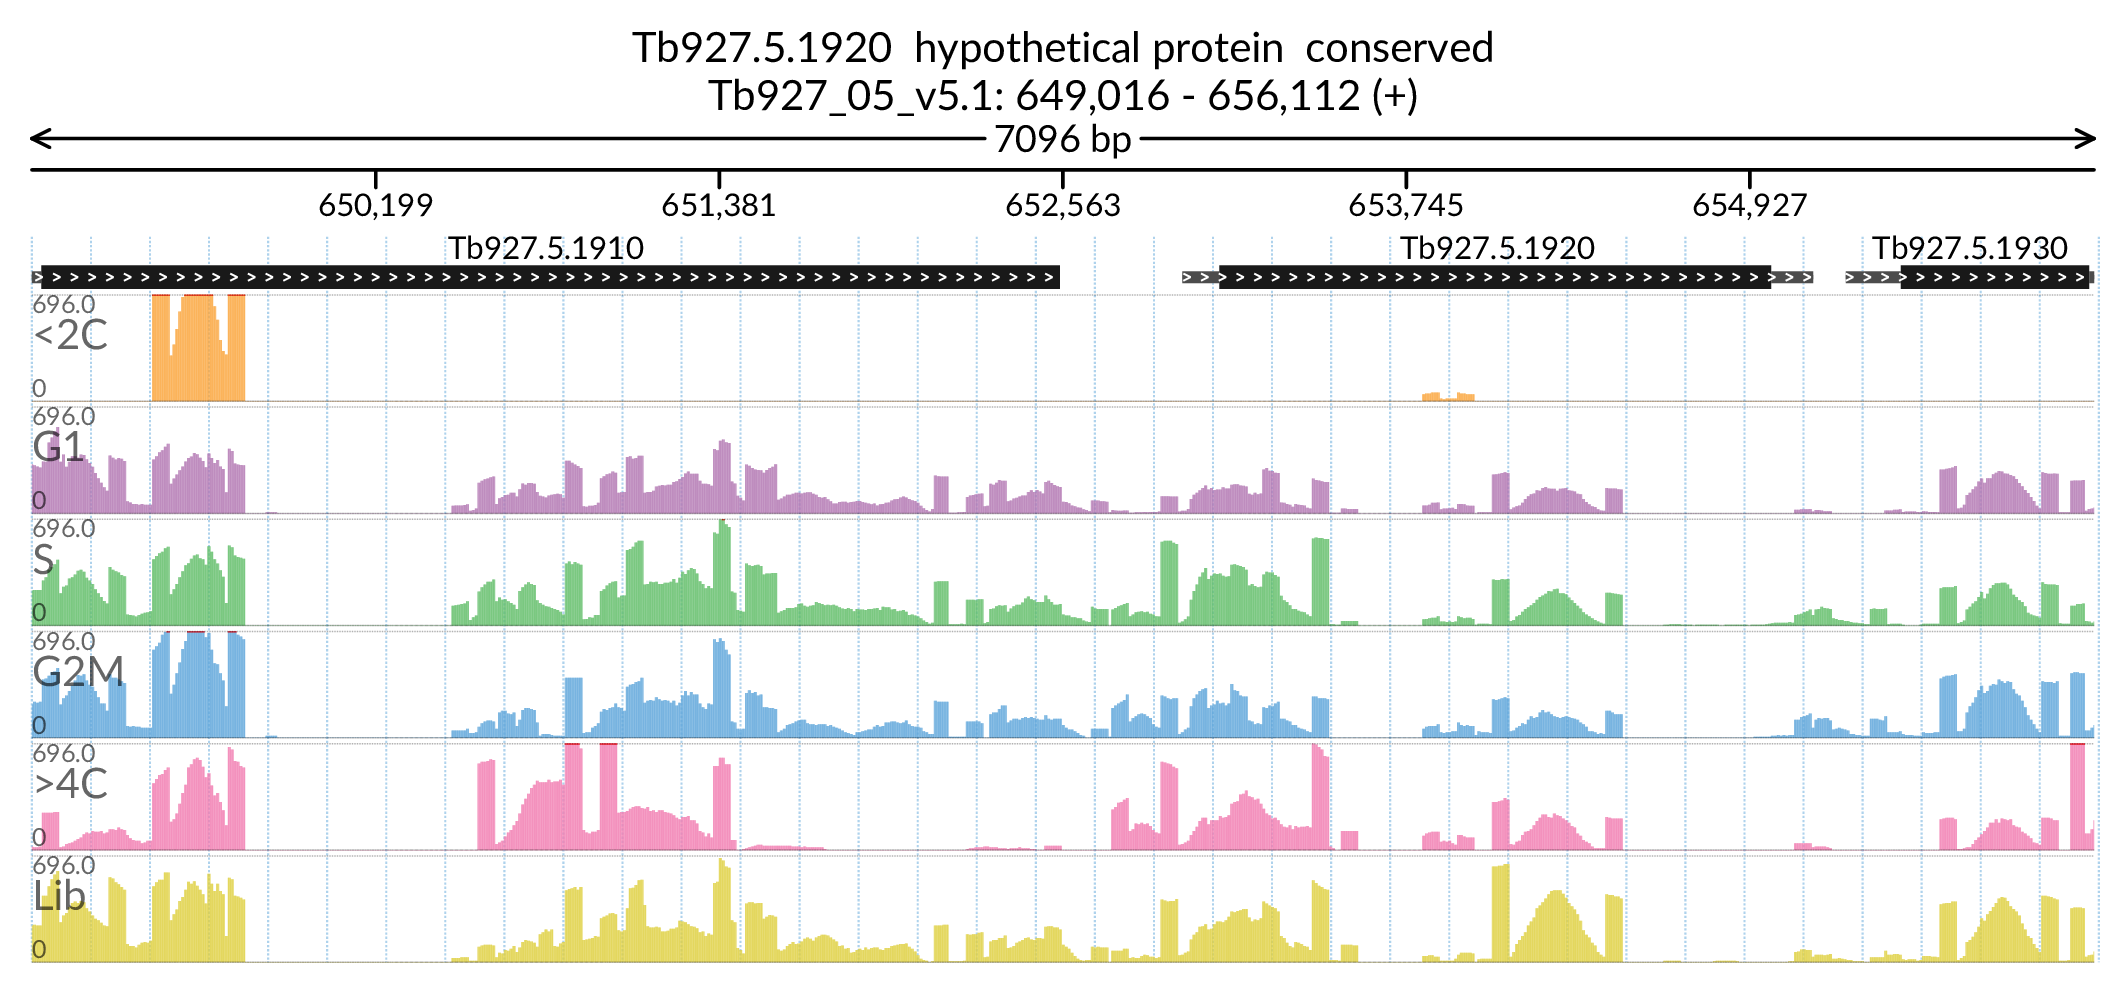 Tb927.5.1920  hypothetical protein  conserved
Tb927_05_v5.1: 649,016 - 656,112 (+)
7096 bp
650,199 651,381 652,563 653,745 654,927
Tb927.5.1910 Tb927.5.1920 Tb927.5.1930
696.0
<2C
0
696.0
G1
0
696.0
S
0
696.0
G2M
0
696.0
>4C
0
696.0
Lib
0